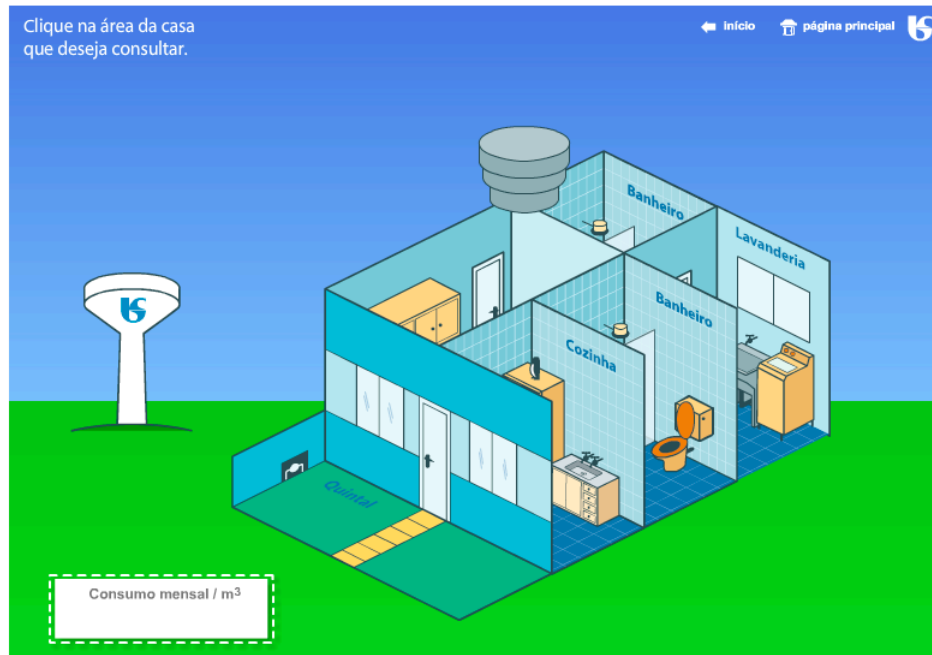 Clique na área da casa
que deseja consultar.
início
página principal
Banheiro
Lavanderia
Banheiro
Cozinha
Quintal
Consumo mensal / m³